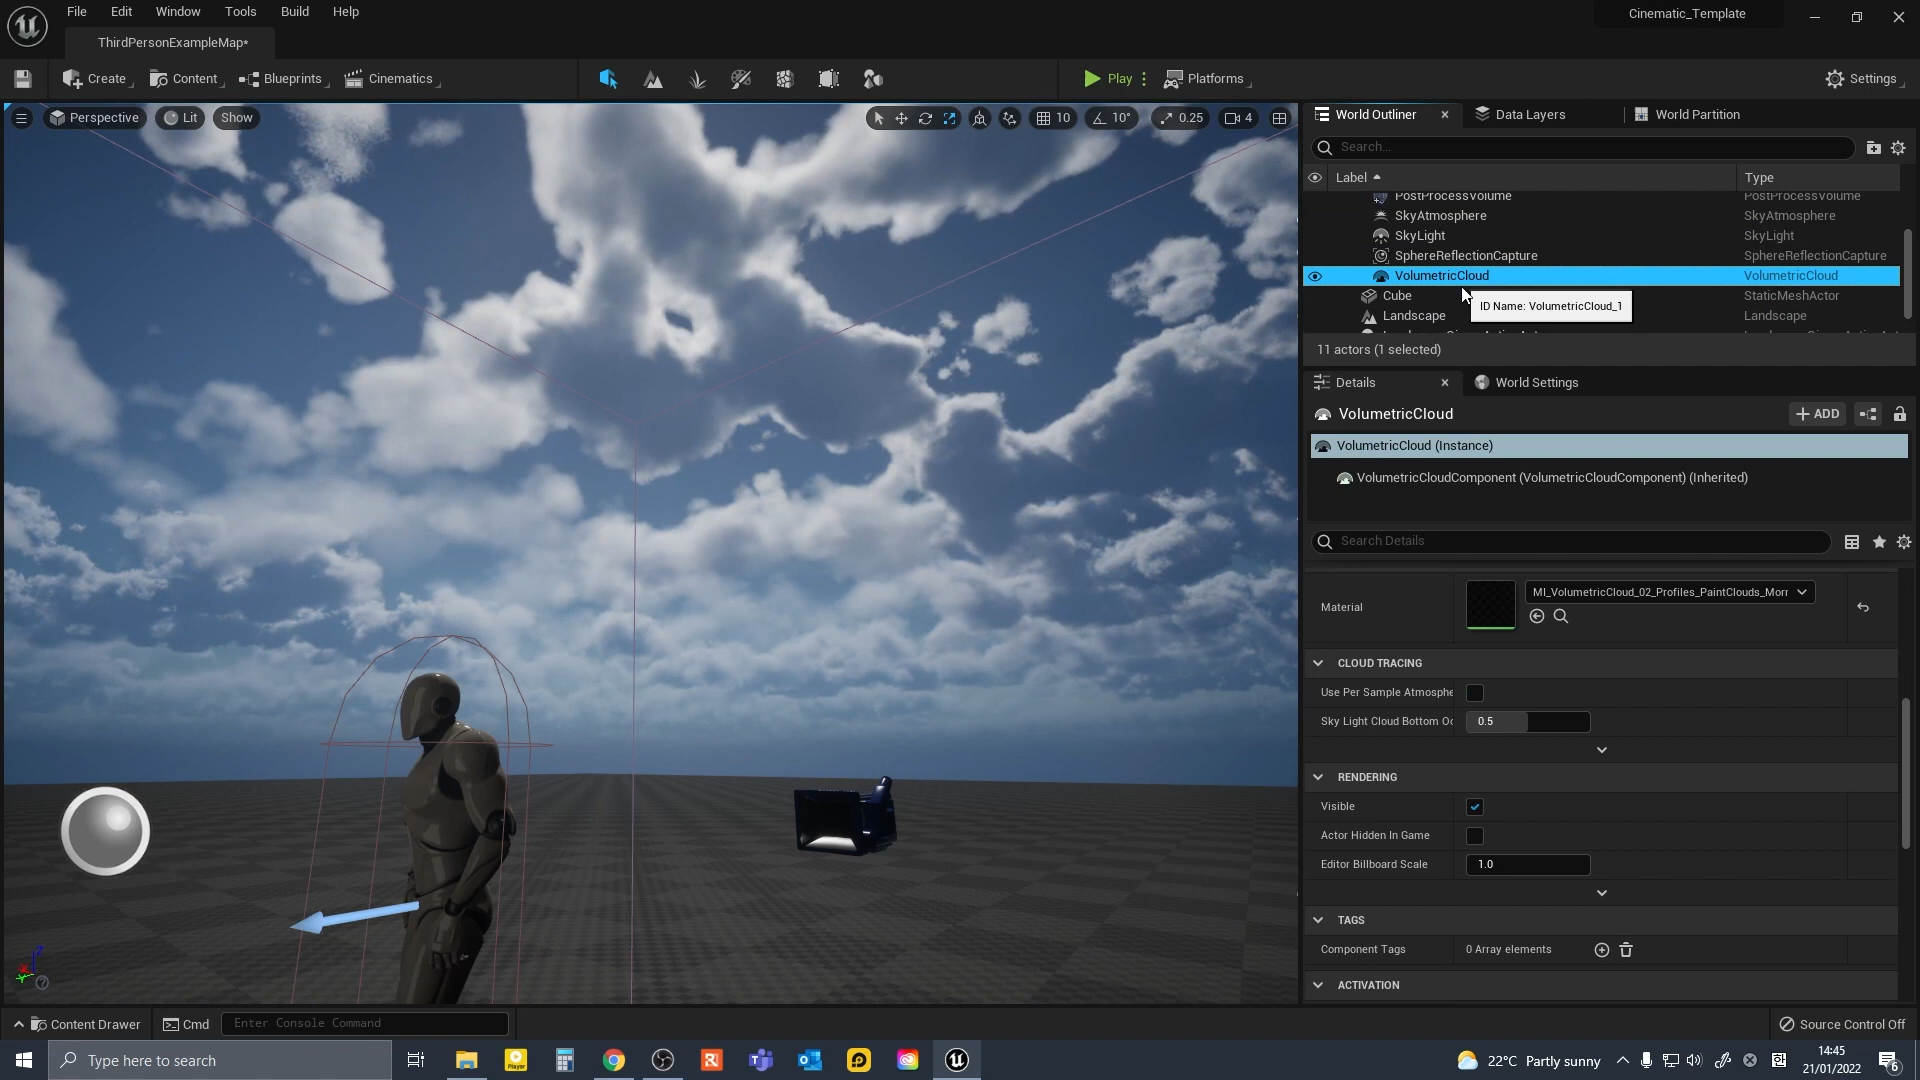 File Edit Window Tools Build Help
Cinematic_Template
ThirdPersonExampleMap*
Create Content Blueprints Cinematics Play Platforms Settings
Perspective Lit Show 10 10° 0.25 4
World Outliner Data Layers World Partition
Search...
Label Type
PostProcessVolume PostProcessVolume
SkyAtmosphere SkyAtmosphere
SkyLight SkyLight
SphereReflectionCapture SphereReflectionCapture
VolumetricCloud VolumetricCloud
Cube StaticMeshActor
ID Name: VolumetricCloud_1
Landscape Landscape
11 actors (1 selected)
Details World Settings
VolumetricCloud ADD
VolumetricCloud (Instance)
VolumetricCloudComponent (VolumetricCloudComponent) (Inherited)
Search Details
Material MI_VolumetricCloud_02_Profiles_PaintClouds_Morr
CLOUD TRACING
Use Per Sample Atmosphe
Sky Light Cloud Bottom Oc 0.5
RENDERING
Visible
Actor Hidden In Game
Editor Billboard Scale 1.0
TAGS
Component Tags 0 Array elements
ACTIVATION
Content Drawer Cmd Enter Console Command Source Control Off
Type here to search
Player
22°C Partly sunny
14:45
21/01/2022
6